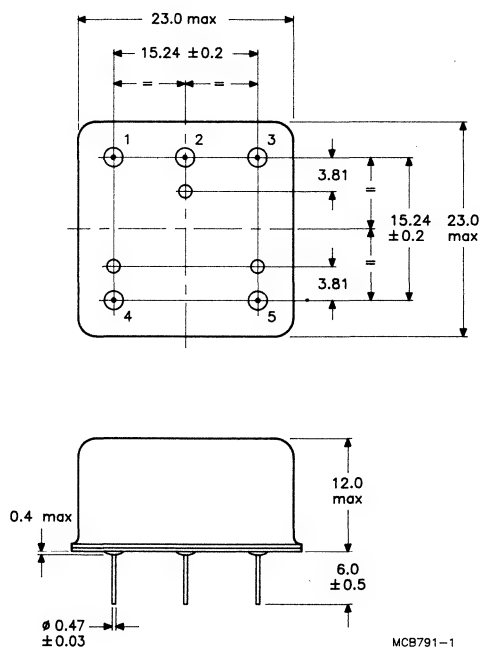 23.0 max
15.24 ±0.2
= =
1 2 3
3.81
=
15.24
±0.2
23.0
max
=
3.81
4 5
0.4 max
12.0
max
6.0
±0.5
ø 0.47
±0.03
MCB791-1